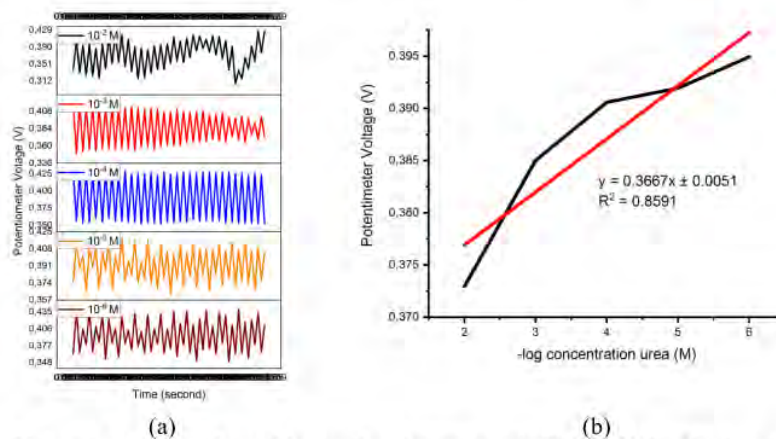 0,429
10⁻² M
0,390
0,351
0,312
0,408
10⁻³ M
0,384
0,360
0,336
0,425
10⁻⁴ M
0,400
0,375
0,350
0,425
10⁻⁵ M
0,408
0,391
0,374
0,357
0,435
10⁻⁶ M
0,406
0,377
0,348
Potentiometer Voltage (V)
Time (second)
(a)
0,395
0,390
0,385
0,380
0,375
0,370
Potentimeter Voltage (V)
y = 0.3667x ± 0.0051
R² = 0.8591
2 3 4 5 6
-log concentration urea (M)
(b)